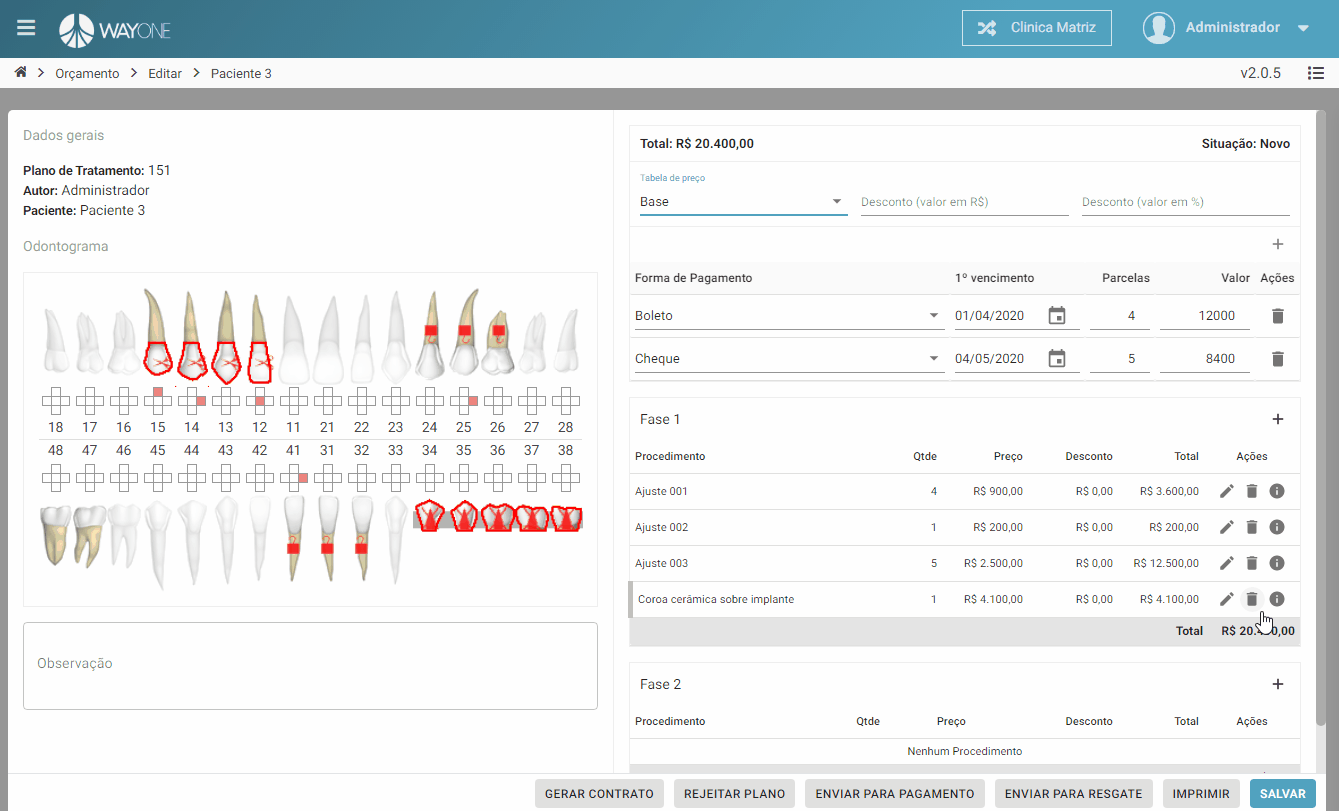 WAYONE
Clinica Matriz
Administrador
Orçamento > Editar > Paciente 3
v2.0.5
Dados gerais
Plano de Tratamento: 151
Autor: Administrador
Paciente: Paciente 3
Odontograma
18 17 16 15 14 13 12 11 21 22 23 24 25 26 27 28
48 47 46 45 44 43 42 41 31 32 33 34 35 36 37 38
Observação
Total: R$ 20.400,00 Situação: Novo
Tabela de preço
Base Desconto (valor em R$) Desconto (valor em %)
+
Forma de Pagamento 1º vencimento Parcelas Valor Ações
Boleto 01/04/2020 4 12000
Cheque 04/05/2020 5 8400
Fase 1 +
Procedimento Qtde Preço Desconto Total Ações
Ajuste 001 4 R$ 900,00 R$ 0,00 R$ 3.600,00
Ajuste 002 1 R$ 200,00 R$ 0,00 R$ 200,00
Ajuste 003 5 R$ 2.500,00 R$ 0,00 R$ 12.500,00
Coroa cerâmica sobre implante 1 R$ 4.100,00 R$ 0,00 R$ 4.100,00
Total R$ 20.400,00
Fase 2 +
Procedimento Qtde Preço Desconto Total Ações
Nenhum Procedimento
GERAR CONTRATO REJEITAR PLANO ENVIAR PARA PAGAMENTO ENVIAR PARA RESGATE IMPRIMIR SALVAR